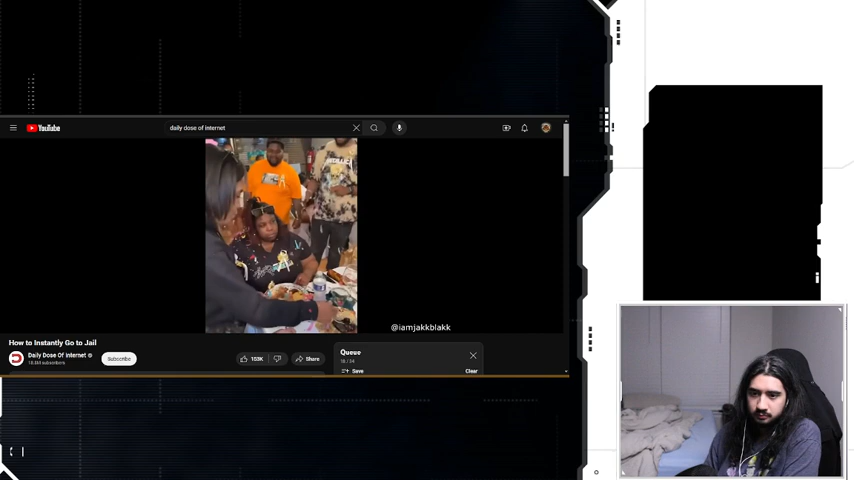 YouTube
daily dose of internet
@iamjakkblakk
How to Instantly Go to Jail
Daily Dose Of Internet
Subscribe
153K
Share
Queue
Save
Clear